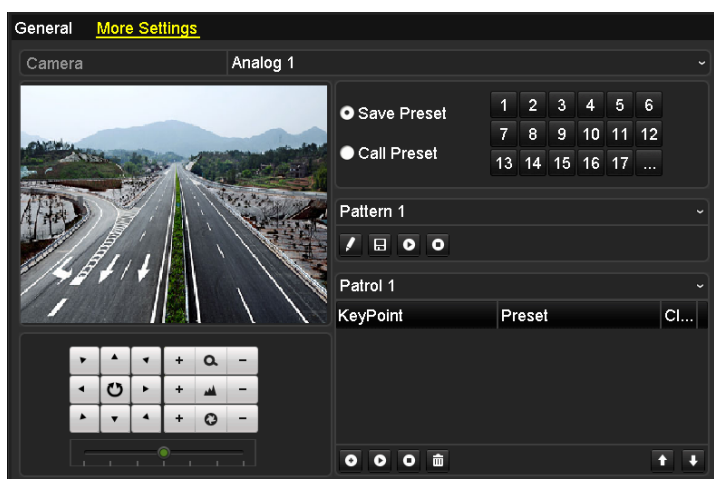 General More Settings
Camera Analog 1
Save Preset
1 2 3 4 5 6
7 8 9 10 11 12
Call Preset
13 14 15 16 17 ...
Pattern 1
Patrol 1
KeyPoint Preset Cl...